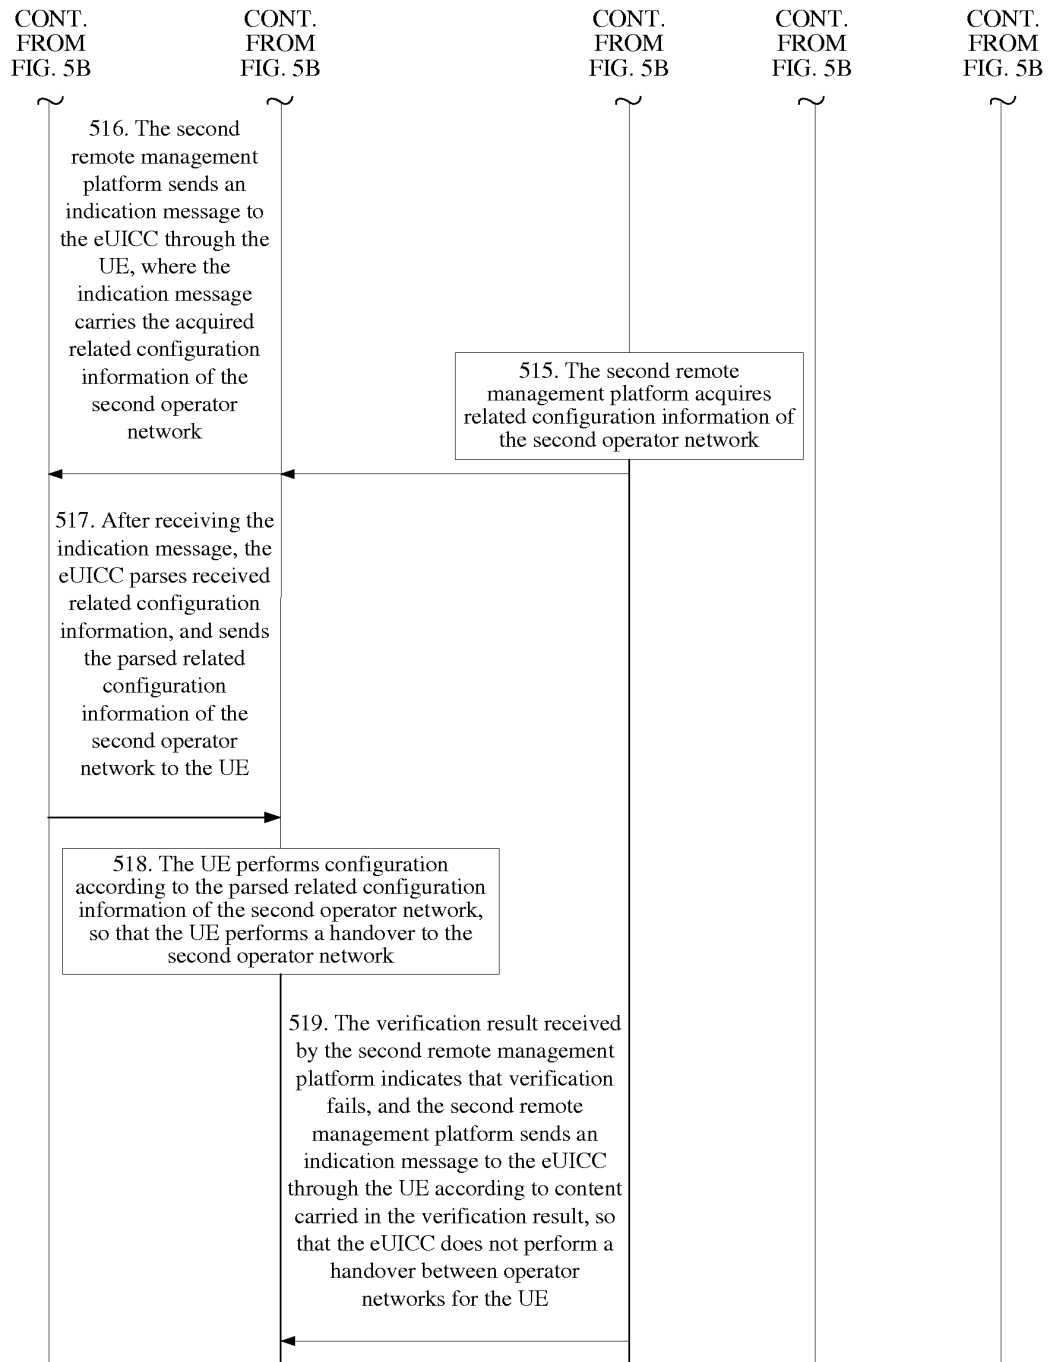 CONT.
FROM
FIG. 5B
CONT.
FROM
FIG. 5B
CONT.
FROM
FIG. 5B
CONT.
FROM
FIG. 5B
CONT.
FROM
FIG. 5B
516. The second
remote management
platform sends an
indication message to
the eUICC through the
UE, where the
indication message
carries the acquired
related configuration
information of the
second operator
network
515. The second remote
management platform acquires
related configuration information of
the second operator network
517. After receiving the
indication message, the
eUICC parses received
related configuration
information, and sends
the parsed related
configuration
information of the
second operator
network to the UE
518. The UE performs configuration
according to the parsed related configuration
information of the second operator network,
so that the UE performs a handover to the
second operator network
519. The verification result received
by the second remote management
platform indicates that verification
fails, and the second remote
management platform sends an
indication message to the eUICC
through the UE according to content
carried in the verification result, so
that the eUICC does not perform a
handover between operator
networks for the UE